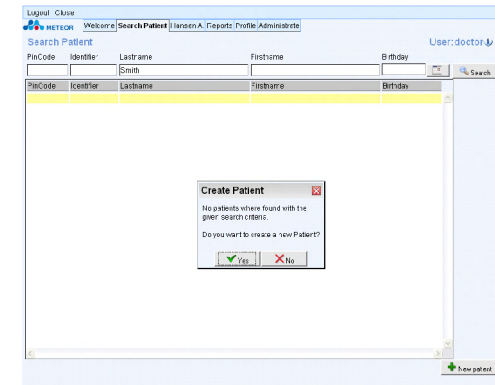 Logout Close
METEOR Welcome Search Patient Hansen A. Reports Profile Administrate
Search Patient User:doctor
PinCode Identifier Lastname Firstname Birthday
Smith
Search
PinCode Identifier Lastname Firstname Birthday
Create Patient
No patients where found with the
given search criteria.
Do you want to create a new Patient?
Yes No
New patient